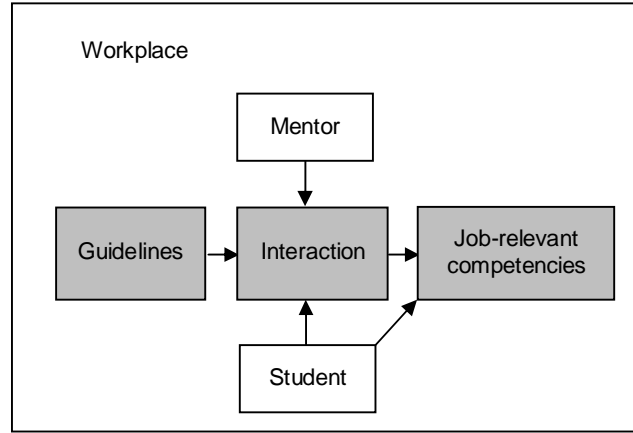 Workplace
Mentor
Guidelines
Interaction
Job-relevant
competencies
Student